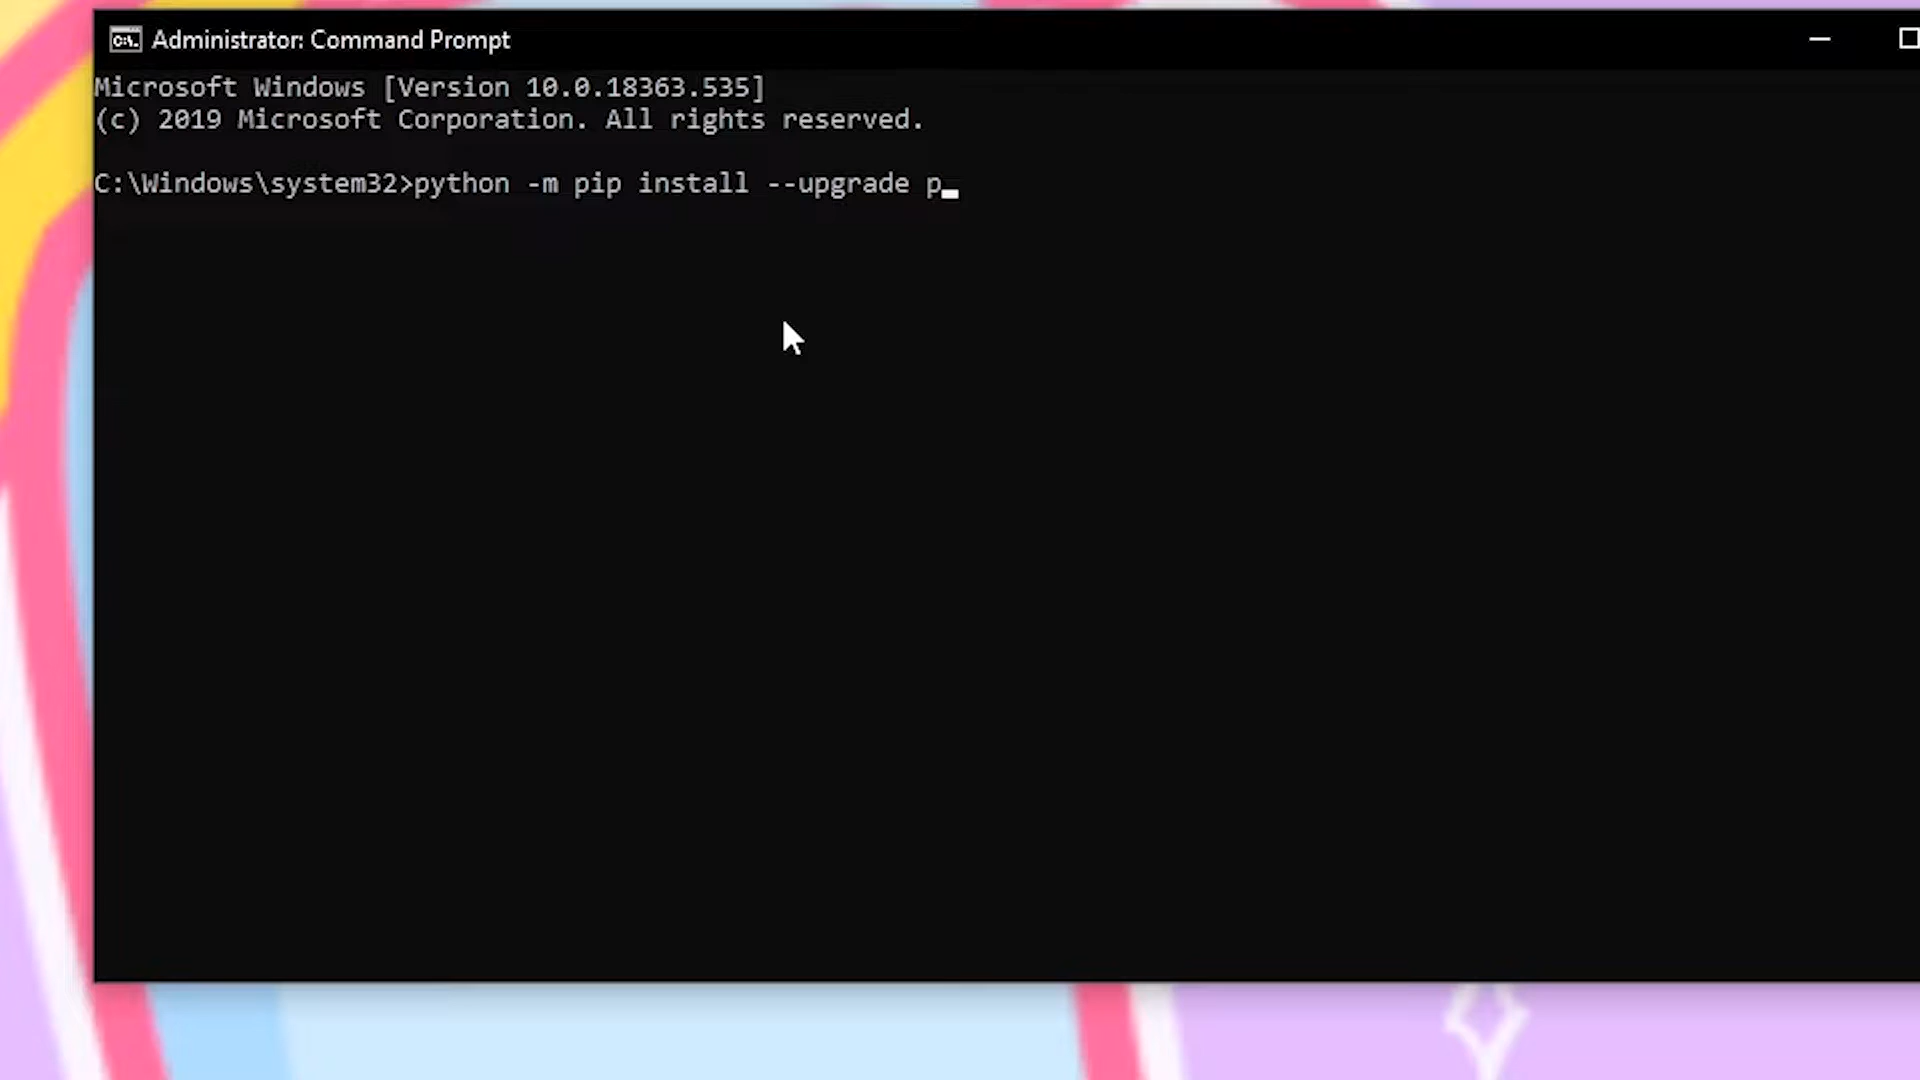 Administrator: Command Prompt
Microsoft Windows [Version 10.0.18363.535]
(c) 2019 Microsoft Corporation. All rights reserved.
C:\Windows\system32>python -m pip install --upgrade p